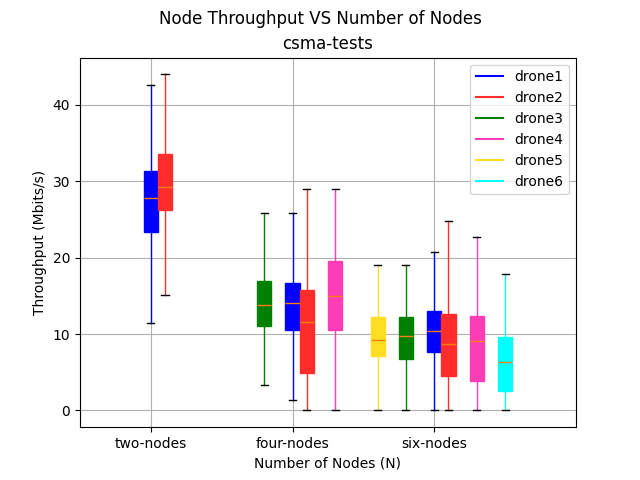 Node Throughput VS Number of Nodes
csma-tests
Throughput (Mbits/s)
40
30
20
10
0
drone1
drone2
drone3
drone4
drone5
drone6
two-nodes
four-nodes
six-nodes
Number of Nodes (N)